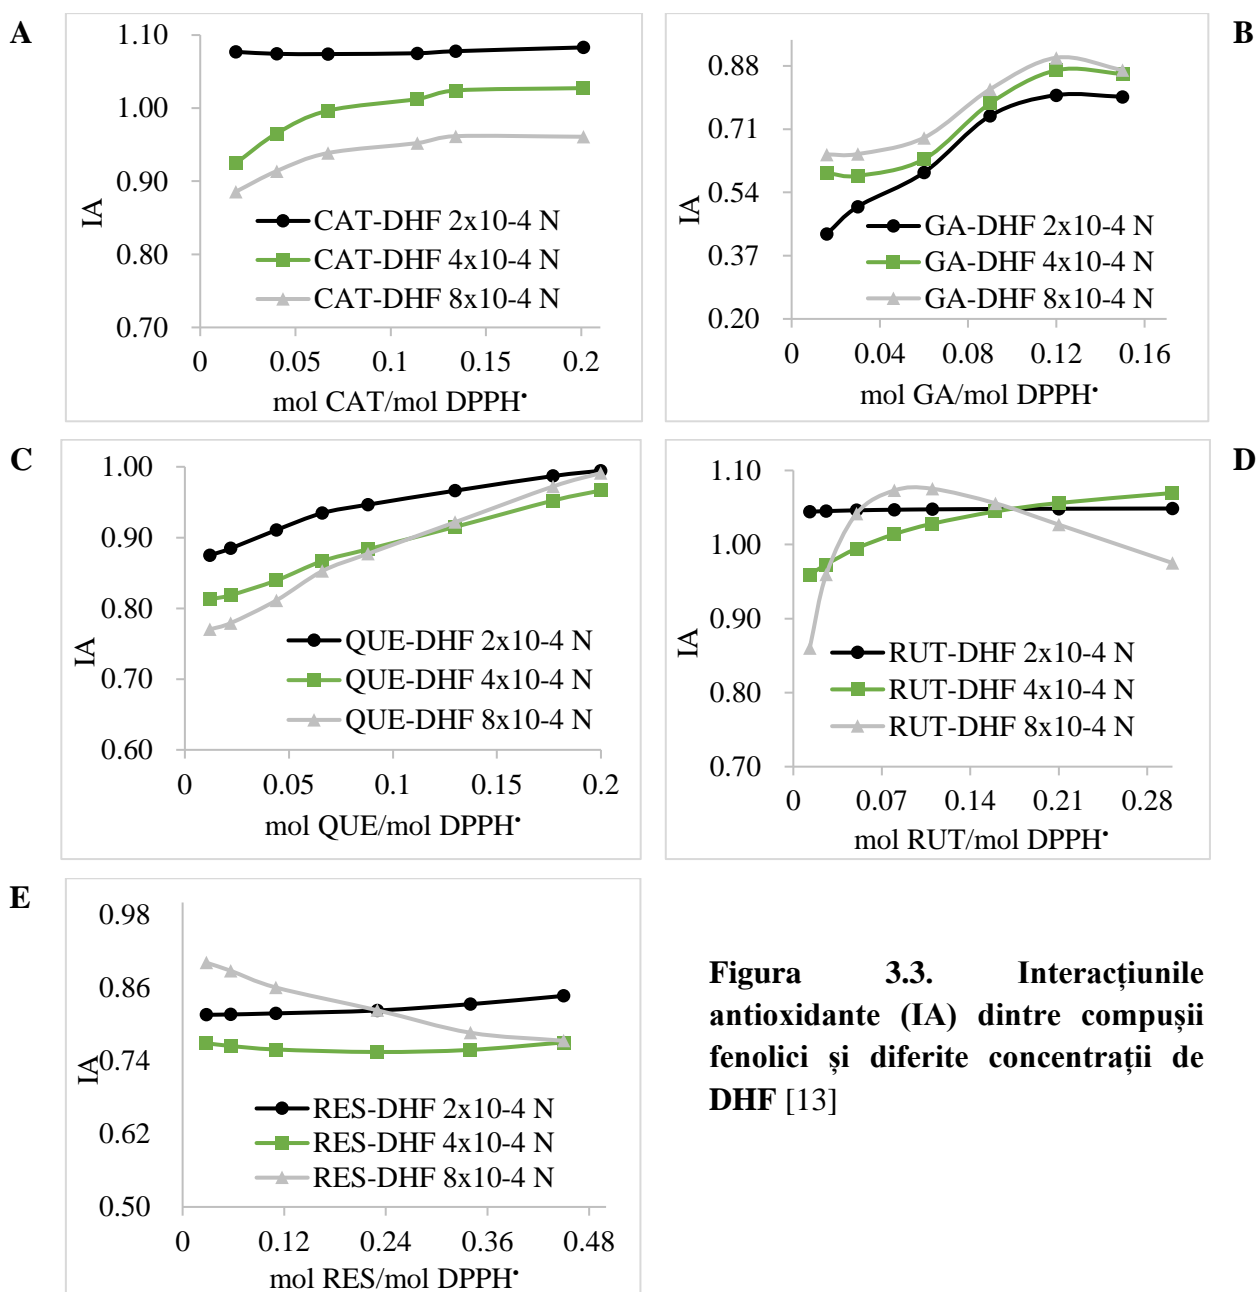 A
1.10
1.00
0.90
0.80
0.70
IA
CAT-DHF 2x10-4 N
CAT-DHF 4x10-4 N
CAT-DHF 8x10-4 N
0 0.05 0.1 0.15 0.2
mol CAT/mol DPPH•
B
0.88
0.71
0.54
0.37
0.20
IA
GA-DHF 2x10-4 N
GA-DHF 4x10-4 N
GA-DHF 8x10-4 N
0 0.04 0.08 0.12 0.16
mol GA/mol DPPH•
C
1.00
0.90
0.80
0.70
0.60
IA
QUE-DHF 2x10-4 N
QUE-DHF 4x10-4 N
QUE-DHF 8x10-4 N
0 0.05 0.1 0.15 0.2
mol QUE/mol DPPH•
D
1.10
1.00
0.90
0.80
0.70
IA
RUT-DHF 2x10-4 N
RUT-DHF 4x10-4 N
RUT-DHF 8x10-4 N
0 0.07 0.14 0.21 0.28
mol RUT/mol DPPH•
E
0.98
0.86
0.74
0.62
0.50
IA
RES-DHF 2x10-4 N
RES-DHF 4x10-4 N
RES-DHF 8x10-4 N
0 0.12 0.24 0.36 0.48
mol RES/mol DPPH•
Figura 3.3. Interacțiunile
antioxidante (IA) dintre compușii
fenolici și diferite concentrații de
DHF [13]